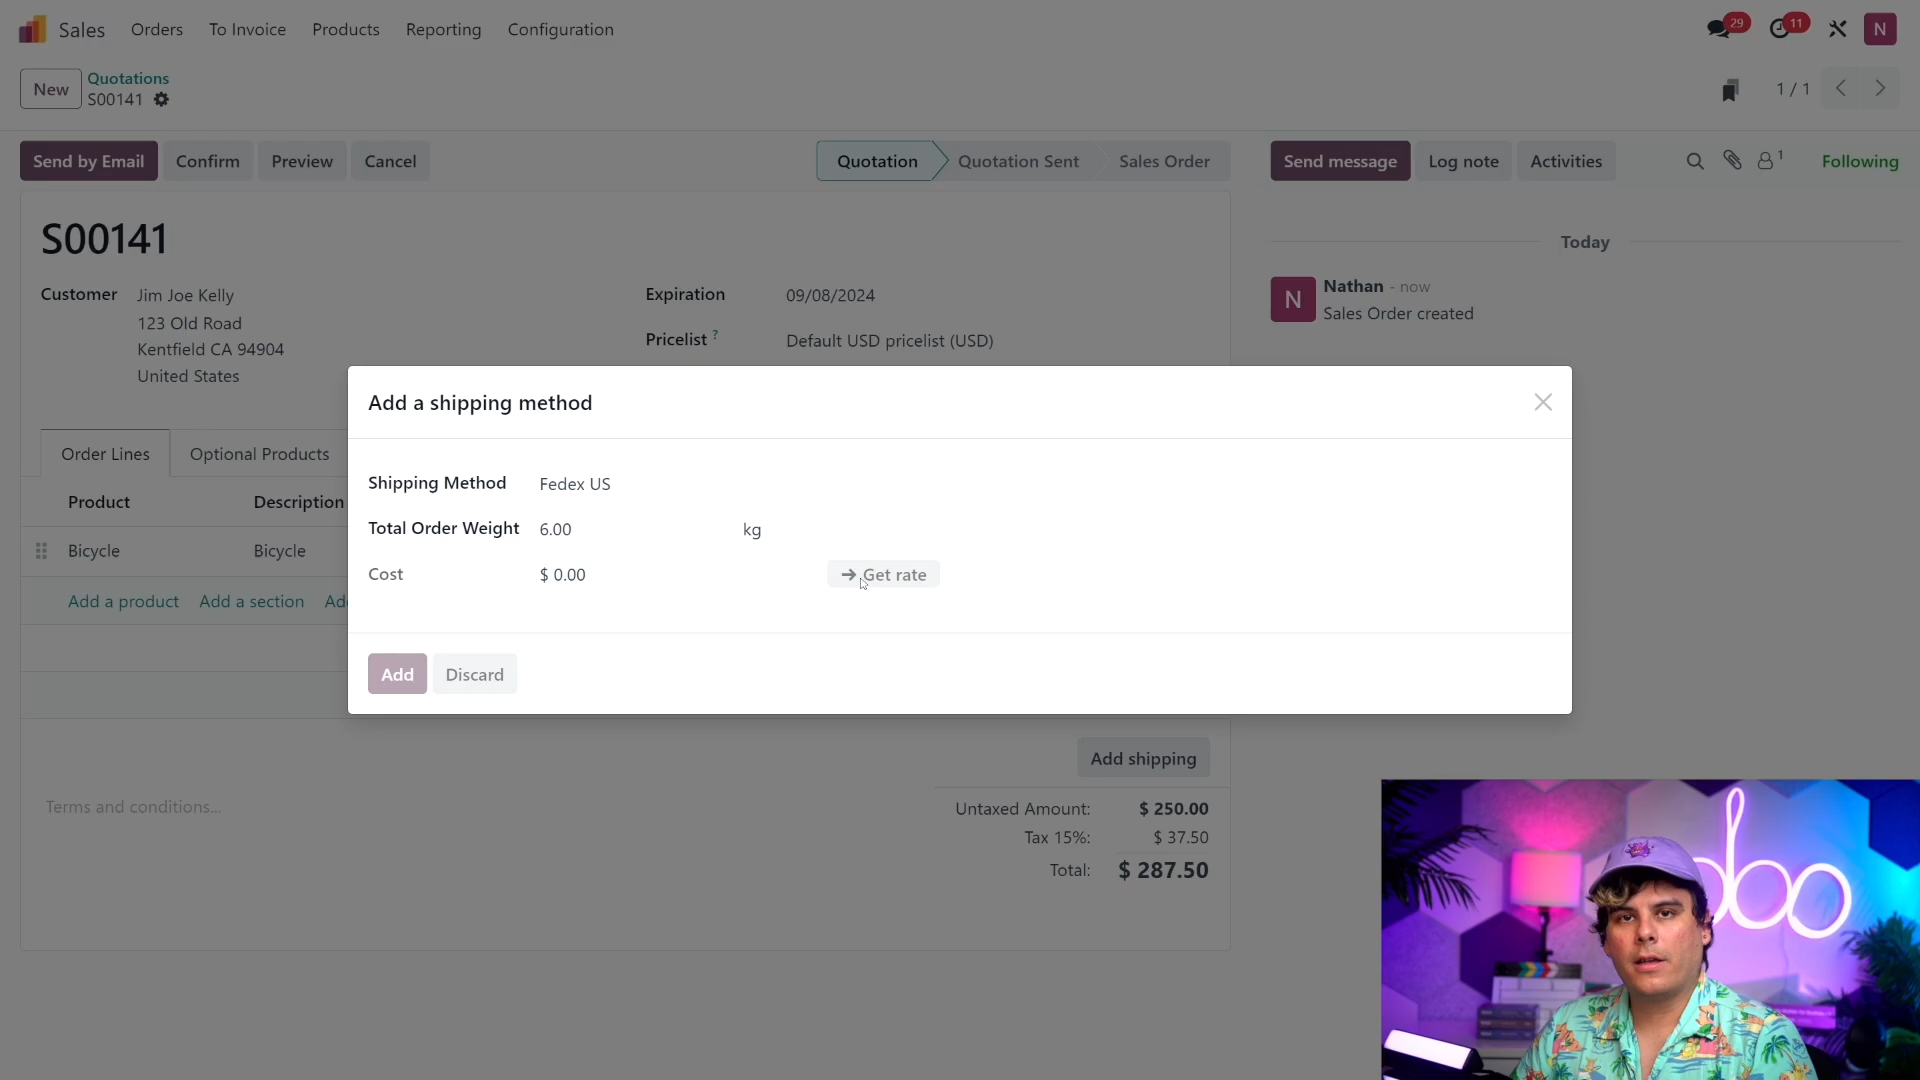 Sales Orders To Invoice Products Reporting Configuration 29 11 N
New Quotations
S00141
1 / 1
Send by Email Confirm Preview Cancel Quotation Quotation Sent Sales Order Send message Log note Activities 1 Following
S00141
Today
Customer Jim Joe Kelly Expiration 09/08/2024
Nathan - now
N
Sales Order created
123 Old Road
Kentfield CA 94904 Pricelist ? Default USD pricelist (USD)
United States
Add a shipping method
Order Lines Optional Products
Shipping Method Fedex US
Product Description
Total Order Weight 6.00 kg
Bicycle Bicycle
Cost $ 0.00 Get rate
Add a product Add a section Ad
Add Discard
Add shipping
Terms and conditions...
Untaxed Amount: $ 250.00
Tax 15%: $ 37.50
Total: $ 287.50